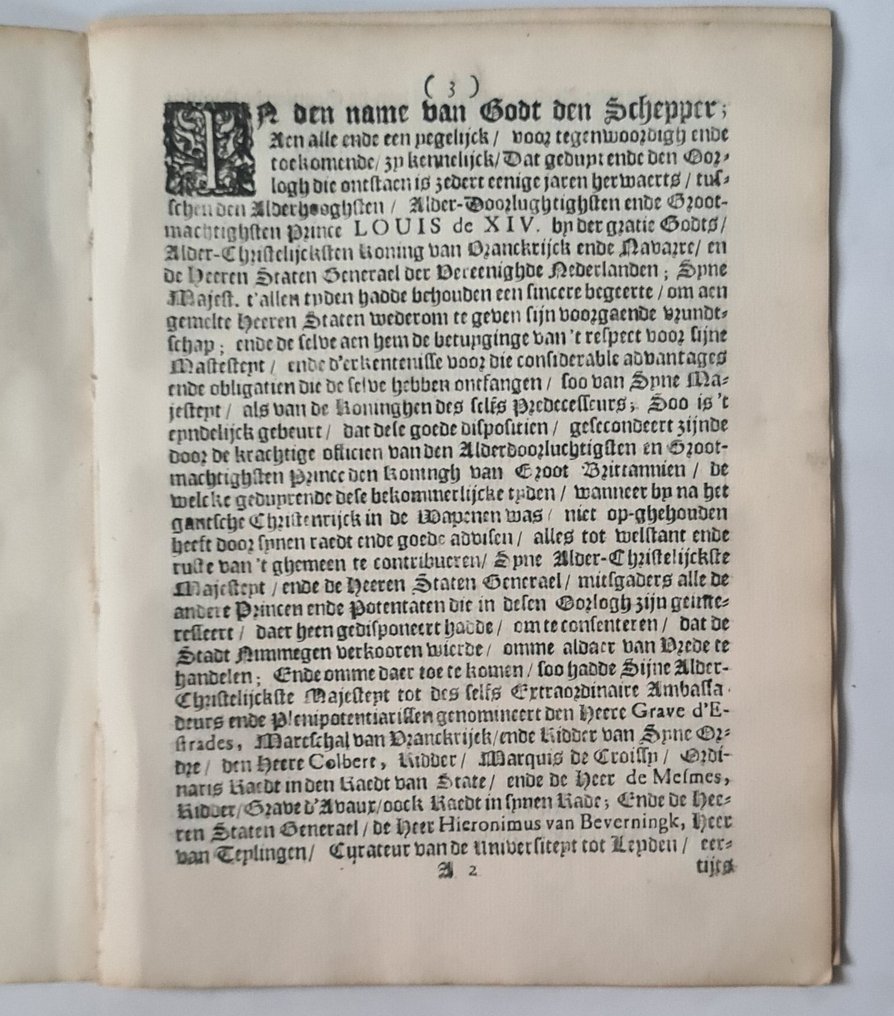 ( 3 )
IN den name van Godt den Schepper;
Aen alle ende een yegelijck / voor tegenwoordigh ende
toekomende / zy kennelijck / Dat geduyrende den Oor-
logh die ontstaen is zedert eenige jaren herwaerts / tus-
schen den Alderhooghsten / Alder-Doorlughtighsten ende Groot-
machtighsten Prince LOUIS de XIV. by der gratie Godts /
Alder-Christelijcksten Koning van Vranckrijck ende Navarre / en
de Heeren Staten Generael der Vereenighde Nederlanden ; Syne
Majest. t'allen tyden hadde behouden een sincere begeerte / om aen
gemelte Heeren Staten wederom te geven sijn voorgaende vrundt-
schap ; ende de selve aen hem de betuyginge van 't respect voor sijne
Mastesteyt / ende d'erkentenisse voor die considerable advantages
ende obligatien die de selve hebben ontfangen / soo van Syne Ma-
jesteyt / als van de Koninghen des selfs Predecesseurs ; Soo is 't
eyndelijck gebeurt / dat dese goede dispositien / gesecondeert zijnde
door de krachtige officien van den Alderdoorluchtigsten en Groot-
machtighsten Prince den Koningh van Groot Brittannien / de
welcke geduyrende dese bekommerlijcke tyden / wanneer by na het
gantsche Christenrijck in de Wapenen was / niet op-ghehouden
heeft door synen raedt ende goede advisen / alles tot welstant ende
ruste van 't ghemeen te contribueren / Syne Alder-Christelijckste
Majesteyt / ende de Heeren Staten Generael / mitsgaders alle de
andere Princen ende Potentaten die in desen Oorlogh zijn geinte-
resseert / daer heen gedisponeert hadde / om te consenteren / dat de
Stadt Nimmegen verkooren wierde / omme aldaer van Vrede te
handelen ; Ende omme daer toe te komen / soo hadde Sijne Alder-
Christelijckste Majesteyt tot des selfs Extraordinaire Ambassa-
deurs ende Plenipotentiarissen genomineert den Heere Grave d'E-
strades, Mareschal van Vranckrijck / ende Ridder van Syne Or-
dre / den Heere Colbert, Ridder / Marquis de Croissy / Ordi-
naris Raedt in den Raedt van State / ende de Heer de Mesmes,
Ridder / Grave d'Avaux / oock Raedt in synen Rade ; Ende de Hee-
ren Staten Generael / de Heer Hieronimus van Beverningk, Heer
van Teylingen / Curateur van de Universiteyt tot Leyden / eer-
A 2 tijts